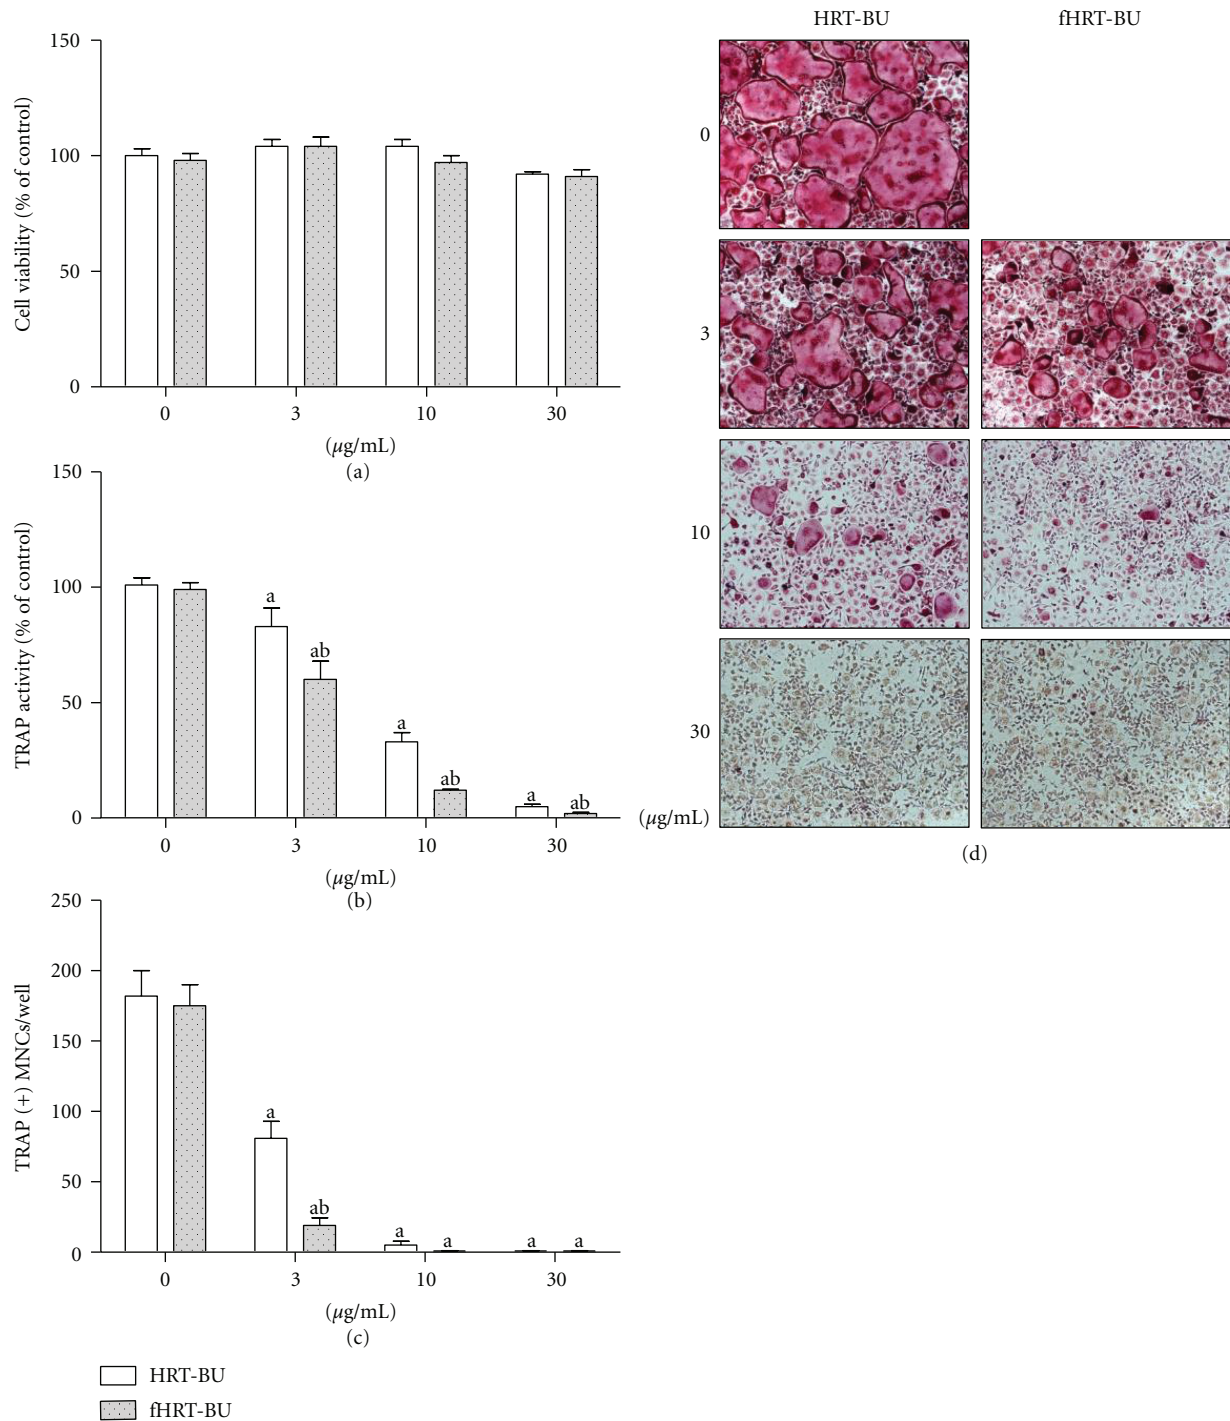 150
100
50
0
Cell viability (% of control)
0 3 10 30
(µg/mL)
(a)
150
100
50
0
TRAP activity (% of control)
a
ab
a
ab
a
ab
0 3 10 30
(µg/mL)
(b)
250
200
150
100
50
0
TRAP (+) MNCs/well
a
ab
a
a
a
a
0 3 10 30
(µg/mL)
(c)
HRT-BU
fHRT-BU
HRT-BU fHRT-BU
0
3
10
30
(µg/mL)
(d)